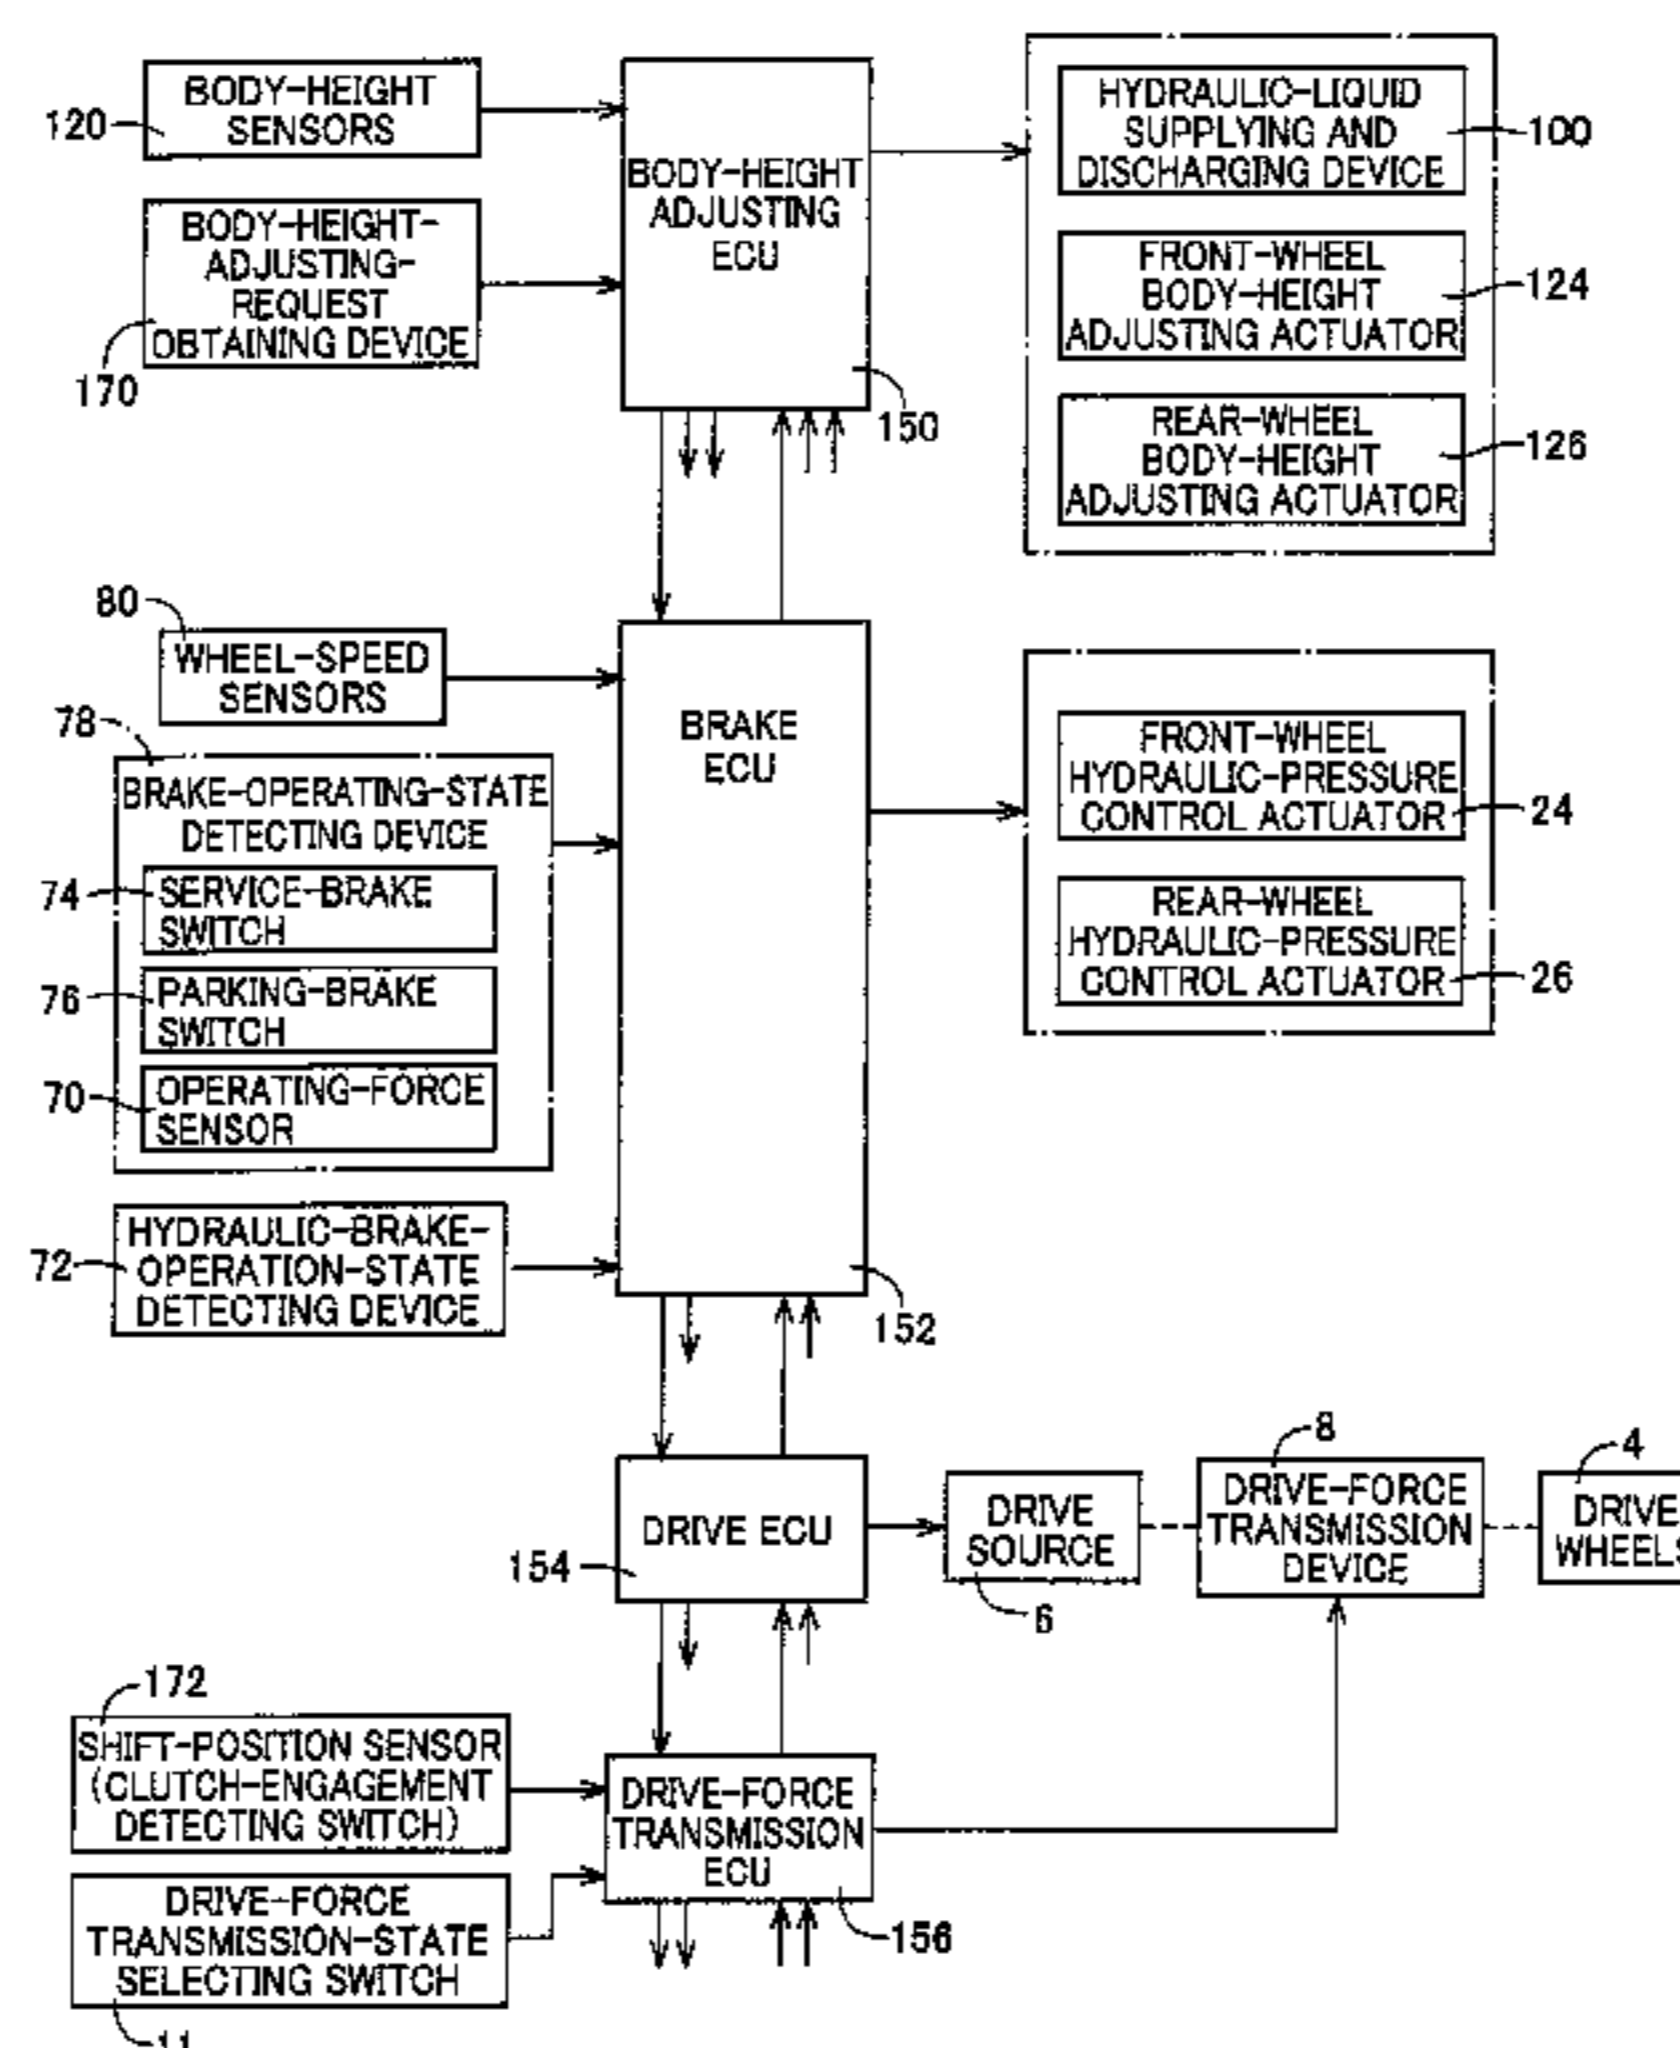 BODY-HEIGHT
SENSORS
120
BODY-HEIGHT-
ADJUSTING-
REQUEST
OBTAINING DEVICE
170
BODY-HEIGHT
ADJUSTING
ECU
150
HYDRAULIC-LIQUID
SUPPLYING AND
DISCHARGING DEVICE
100
FRONT-WHEEL
BODY-HEIGHT
ADJUSTING ACTUATOR
124
REAR-WHEEL
BODY-HEIGHT
ADJUSTING ACTUATOR
126
80
WHEEL-SPEED
SENSORS
78
BRAKE-OPERATING-STATE
DETECTING DEVICE
74
SERVICE-BRAKE
SWITCH
76
PARKING-BRAKE
SWITCH
70
OPERATING-FORCE
SENSOR
72
HYDRAULIC-BRAKE-
OPERATION-STATE
DETECTING DEVICE
BRAKE
ECU
152
FRONT-WHEEL
HYDRAULIC-PRESSURE
CONTROL ACTUATOR
24
REAR-WHEEL
HYDRAULIC-PRESSURE
CONTROL ACTUATOR
26
DRIVE ECU
154
DRIVE
SOURCE
6
8
DRIVE-FORCE
TRANSMISSION
DEVICE
4
DRIVE
WHEELS
172
SHIFT-POSITION SENSOR
(CLUTCH-ENGAGEMENT
DETECTING SWITCH)
DRIVE-FORCE
TRANSMISSION-STATE
SELECTING SWITCH
11
DRIVE-FORCE
TRANSMISSION
ECU
156